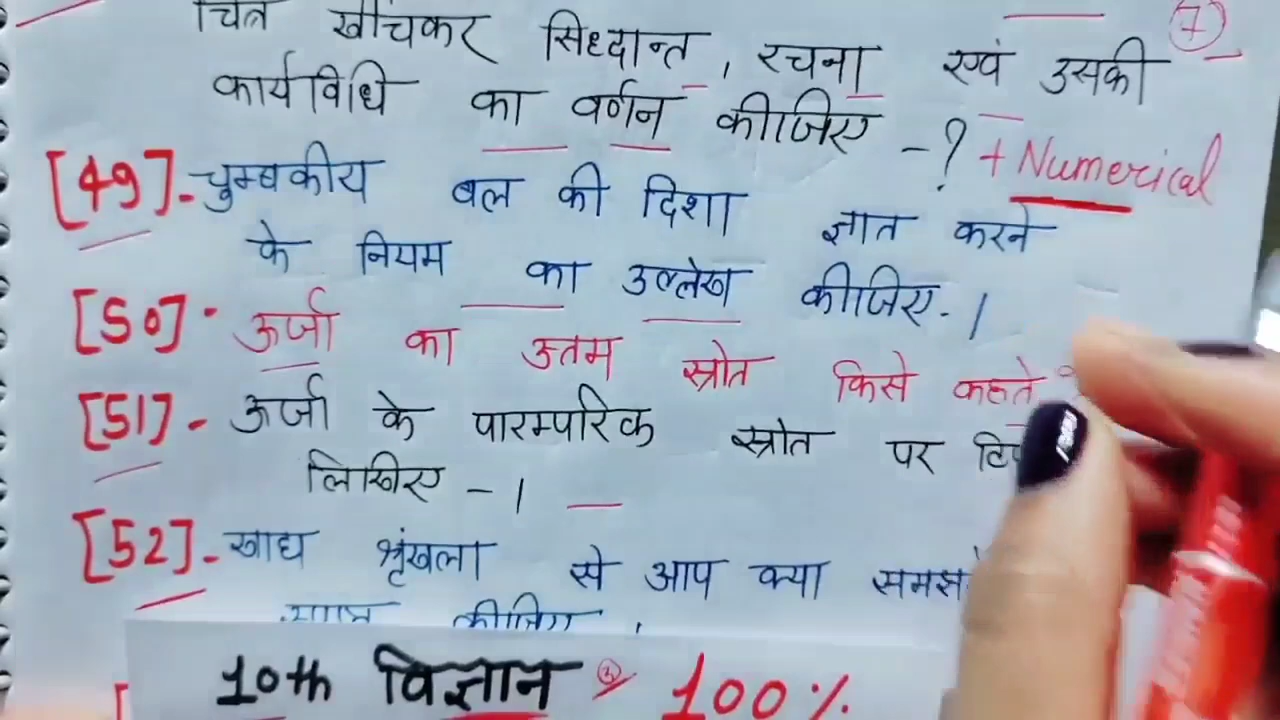 चित्र खींचकर सिध्दान्त, रचना एवं उसकी (7)
कार्यविधि का वर्णन कीजिए -? + Numerical
[49]- चुम्बकीय बल की दिशा ज्ञात करने
के नियम का उल्लेख कीजिए-।
[50]- ऊर्जा का उत्तम स्रोत किसे कहते
[51]- ऊर्जा के पारम्परिक स्रोत पर
लिखिए -।
[52]- खाद्य श्रृंखला से आप क्या
कीजिए
10th विज्ञान 100%